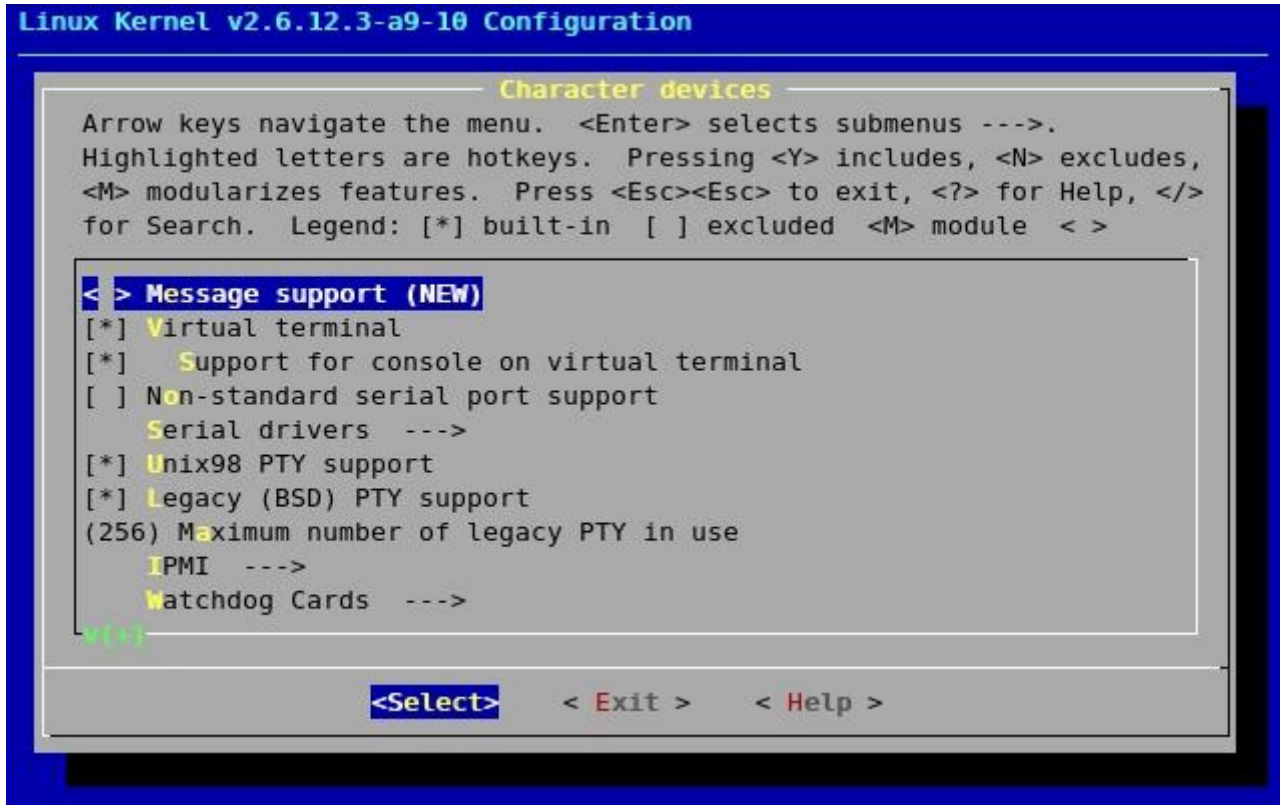 Linux Kernel v2.6.12.3-a9-10 Configuration
Character devices
Arrow keys navigate the menu.  <Enter> selects submenus --->.
Highlighted letters are hotkeys.  Pressing <Y> includes, <N> excludes,
<M> modularizes features.  Press <Esc><Esc> to exit, <?> for Help, </>
for Search.  Legend: [*] built-in  [ ] excluded  <M> module  < >
< > Message support (NEW)
[*] Virtual terminal
[*]   Support for console on virtual terminal
[ ] Non-standard serial port support
    Serial drivers  --->
[*] Unix98 PTY support
[*] Legacy (BSD) PTY support
(256) Maximum number of legacy PTY in use
    IPMI  --->
    Watchdog Cards  --->
v(+)
<Select>    < Exit >    < Help >